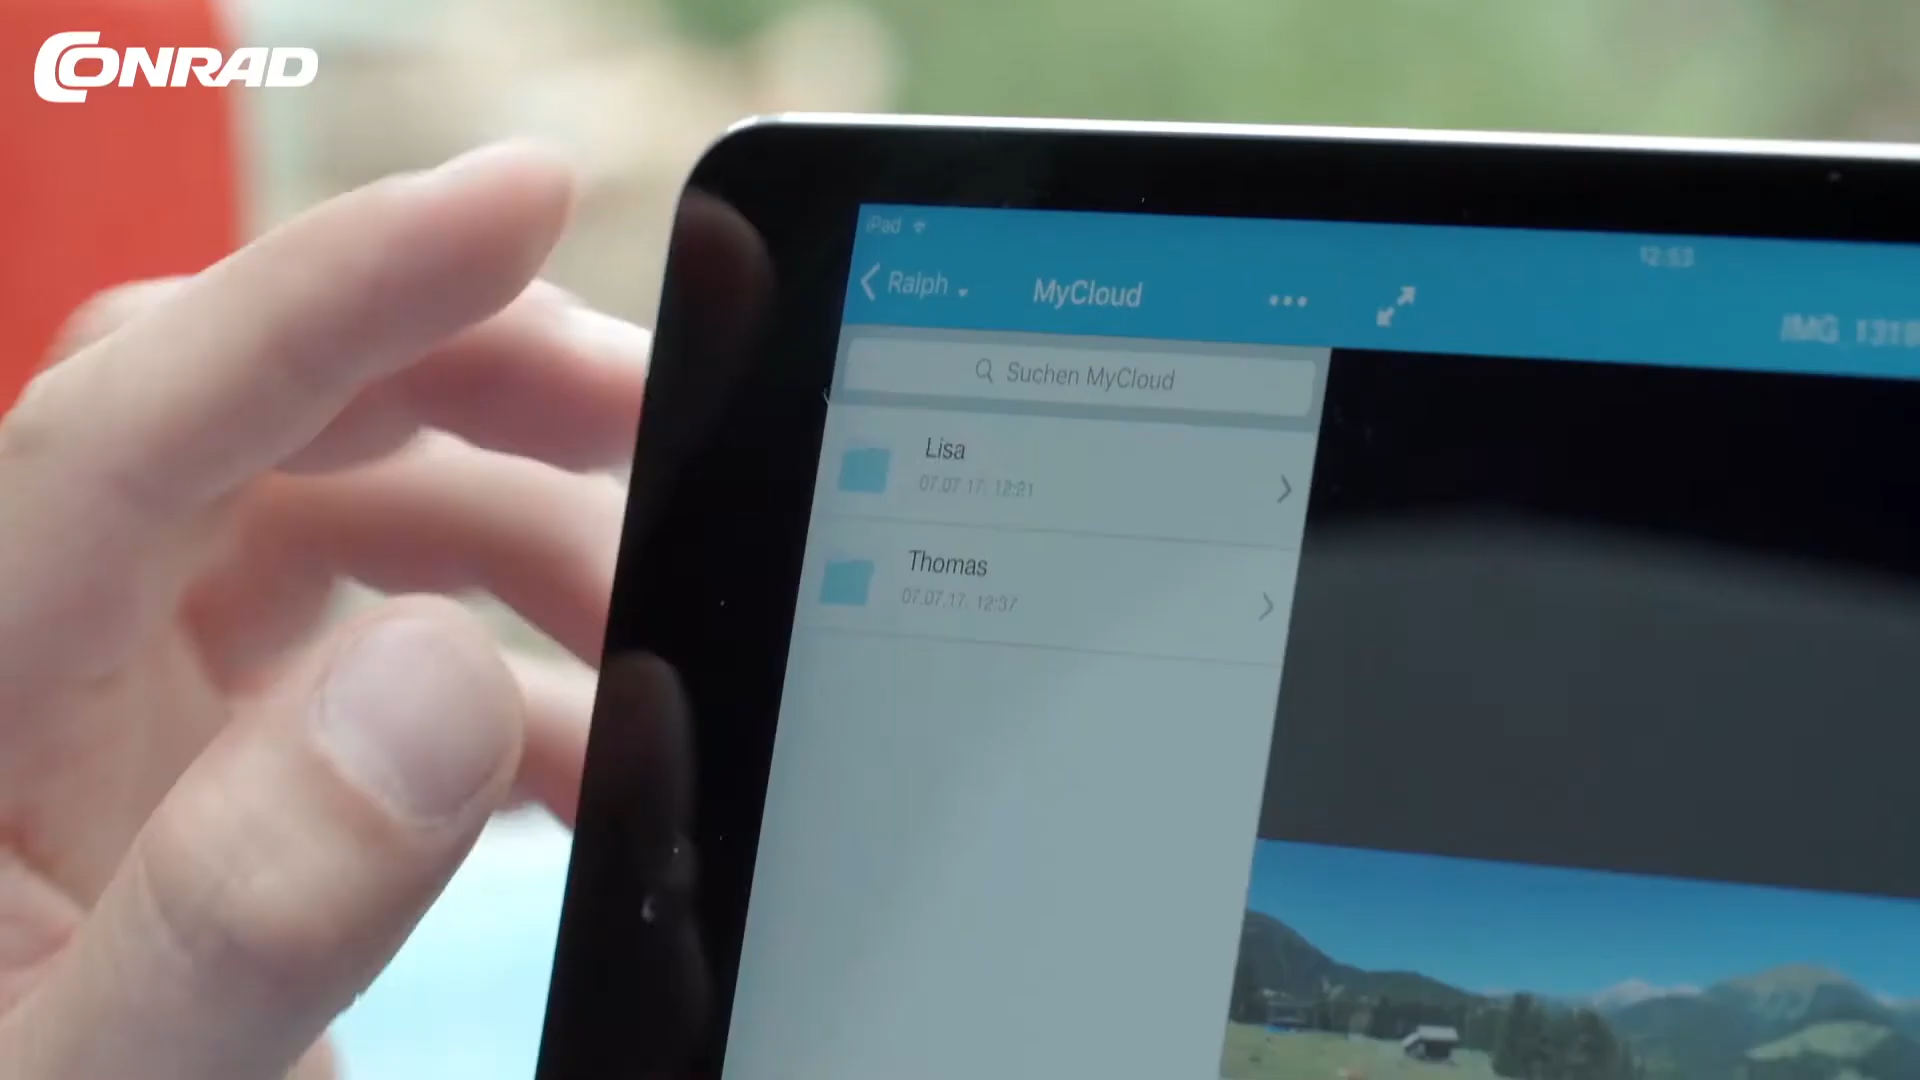 CONRAD
iPad
12:53
Ralph
MyCloud
IMG_1319
Suchen MyCloud
Lisa
07.07.17, 12:21
Thomas
07.07.17, 12:37